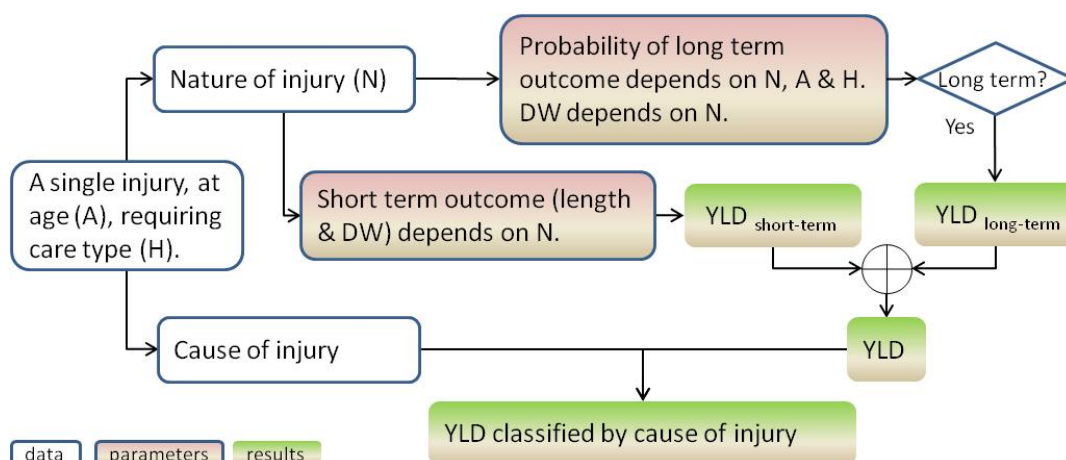 Nature of injury (N)
Probability of long term
outcome depends on N, A & H.
DW depends on N.
Long term?
Yes
A single injury, at
age (A), requiring
care type (H).
Short term outcome (length
& DW) depends on N.
YLD short-term
YLD long-term
Cause of injury
YLD
YLD classified by cause of injury
data
parameters
results